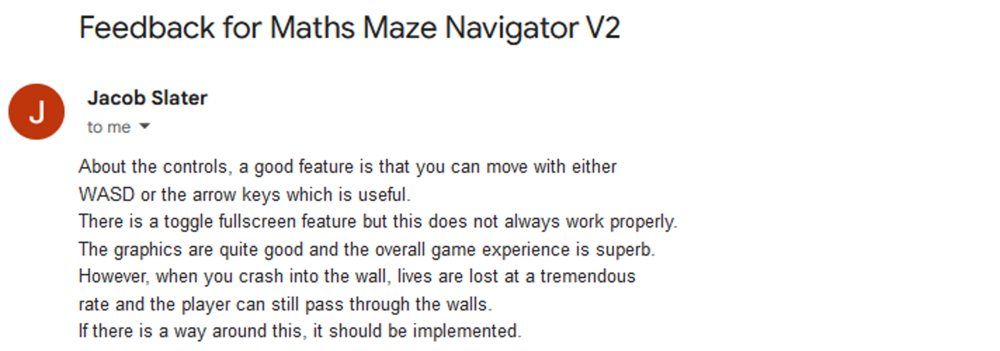 Feedback for Maths Maze Navigator V2
J
Jacob Slater
to me
About the controls, a good feature is that you can move with either
WASD or the arrow keys which is useful.
There is a toggle fullscreen feature but this does not always work properly.
The graphics are quite good and the overall game experience is superb.
However, when you crash into the wall, lives are lost at a tremendous
rate and the player can still pass through the walls.
If there is a way around this, it should be implemented.